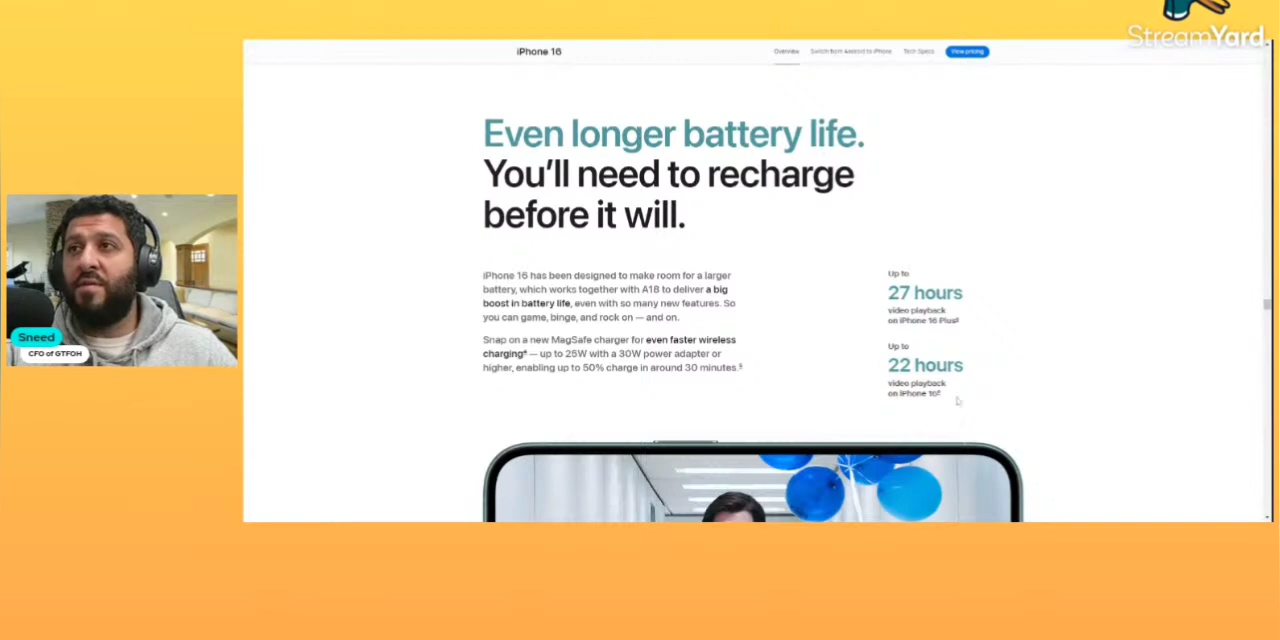 StreamYard
iPhone 16
Overview
Switch from Android to iPhone
Tech Specs
View pricing
Even longer battery life.
You'll need to recharge
before it will.
iPhone 16 has been designed to make room for a larger
battery, which works together with A18 to deliver a big
boost in battery life, even with so many new features. So
you can game, binge, and rock on — and on.
Snap on a new MagSafe charger for even faster wireless
charging⁴ — up to 25W with a 30W power adapter or
higher, enabling up to 50% charge in around 30 minutes.⁵
Up to
27 hours
video playback
on iPhone 16 Plus
Up to
22 hours
video playback
on iPhone 16
Sneed
CFO of GTFOH